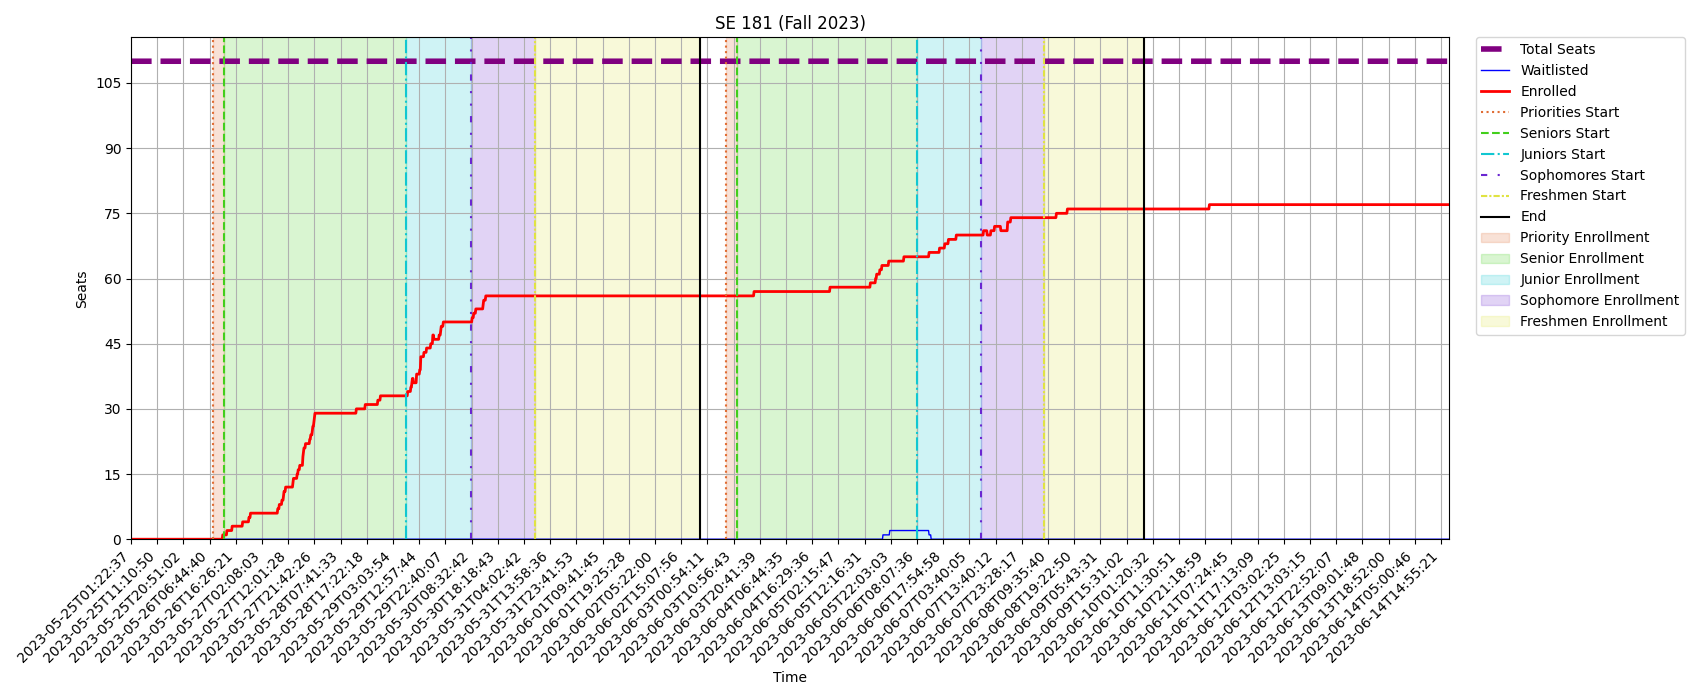 SE 181 (Fall 2023)
Seats
105
90
75
60
45
30
15
0
2023-05-25T01:22:37
2023-05-25T11:10:50
2023-05-25T20:51:02
2023-05-26T06:44:40
2023-05-26T16:26:21
2023-05-27T02:08:03
2023-05-27T12:01:28
2023-05-27T21:42:26
2023-05-28T07:41:33
2023-05-28T17:22:18
2023-05-29T03:03:54
2023-05-29T12:57:44
2023-05-29T22:40:07
2023-05-30T08:32:42
2023-05-30T18:18:43
2023-05-31T04:02:42
2023-05-31T13:58:36
2023-05-31T23:41:53
2023-06-01T09:41:45
2023-06-01T19:25:28
2023-06-02T05:22:00
2023-06-02T15:07:56
2023-06-03T00:54:11
2023-06-03T10:56:43
2023-06-03T20:41:39
2023-06-04T06:44:35
2023-06-04T16:29:36
2023-06-05T02:15:47
2023-06-05T12:16:31
2023-06-05T22:03:03
2023-06-06T08:07:36
2023-06-06T17:54:58
2023-06-07T03:40:05
2023-06-07T13:40:12
2023-06-07T23:28:17
2023-06-08T09:35:40
2023-06-08T19:22:50
2023-06-09T05:43:31
2023-06-09T15:31:02
2023-06-10T01:20:32
2023-06-10T11:30:51
2023-06-10T21:18:59
2023-06-11T07:24:45
2023-06-11T17:13:09
2023-06-12T03:02:25
2023-06-12T13:03:15
2023-06-12T22:52:07
2023-06-13T09:01:48
2023-06-13T18:52:00
2023-06-14T05:00:46
2023-06-14T14:55:21
Time
Total Seats
Waitlisted
Enrolled
Priorities Start
Seniors Start
Juniors Start
Sophomores Start
Freshmen Start
End
Priority Enrollment
Senior Enrollment
Junior Enrollment
Sophomore Enrollment
Freshmen Enrollment